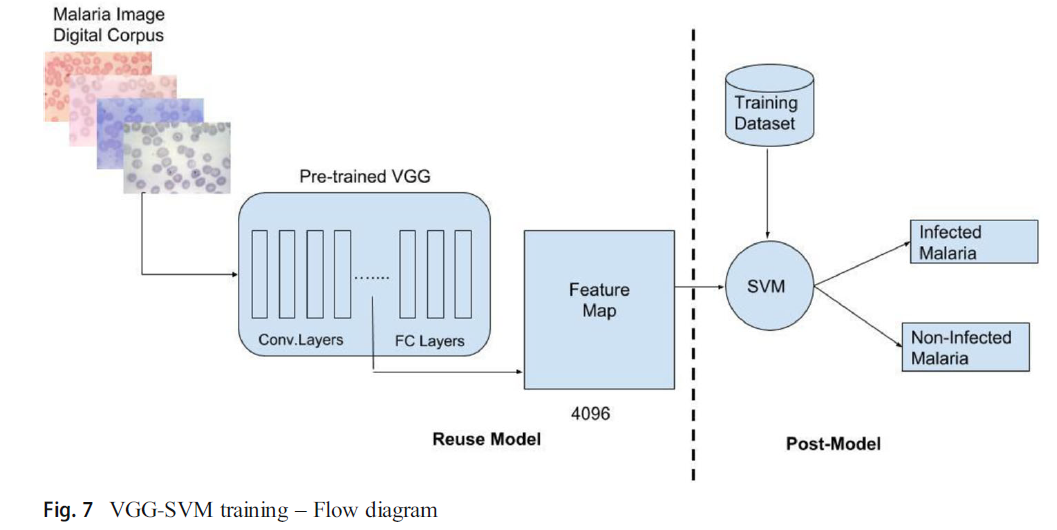 Malaria Image
Digital Corpus
Training
Dataset
Pre-trained VGG
.......
Conv.Layers
FC Layers
Feature
Map
4096
SVM
Infected
Malaria
Non-Infected
Malaria
Reuse Model
Post-Model
Fig. 7 VGG-SVM training – Flow diagram